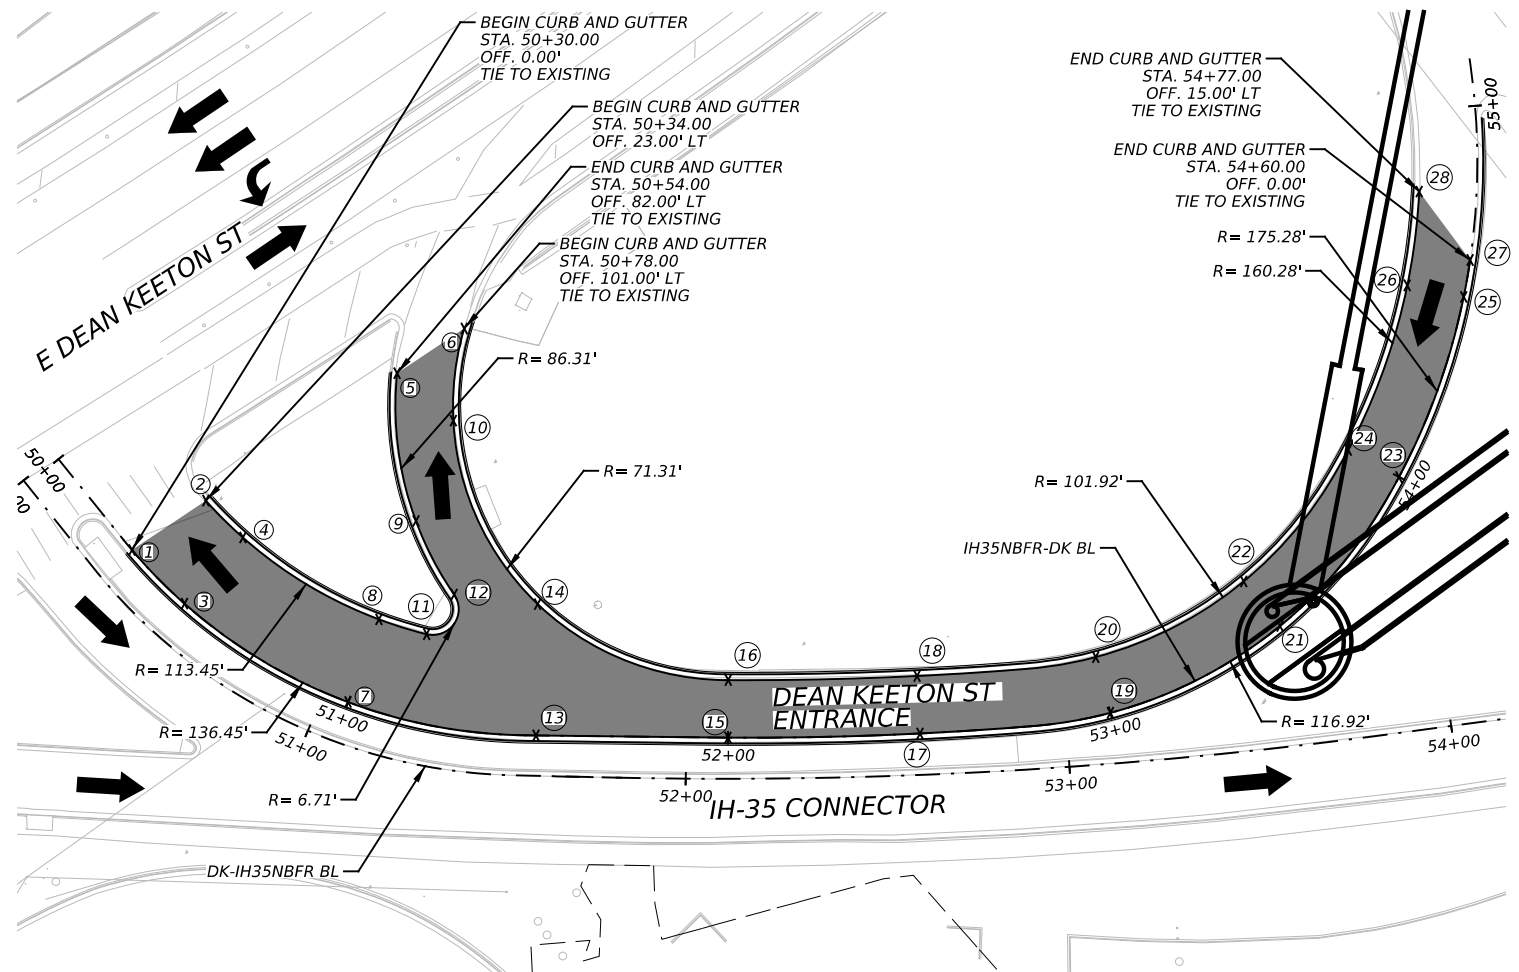 BEGIN CURB AND GUTTER
STA. 50+30.00
OFF. 0.00'
TIE TO EXISTING
BEGIN CURB AND GUTTER
STA. 50+34.00
OFF. 23.00' LT
END CURB AND GUTTER
STA. 50+54.00
OFF. 82.00' LT
TIE TO EXISTING
BEGIN CURB AND GUTTER
STA. 50+78.00
OFF. 101.00' LT
TIE TO EXISTING
END CURB AND GUTTER
STA. 54+77.00
OFF. 15.00' LT
TIE TO EXISTING
END CURB AND GUTTER
STA. 54+60.00
OFF. 0.00'
TIE TO EXISTING
55+00
28
R= 175.28'
27
R= 160.28'
26
25
E DEAN KEETON ST
6
R= 86.31'
5
10
R= 71.31'
24
23
54+00
R= 101.92'
50+00
00
2
4
9
1
IH35NBFR-DK BL
22
3
8
11
12
14
21
20
16
18
R= 113.45'
7
19
DEAN KEETON ST
ENTRANCE
R= 136.45'
51+00
51+00
13
15
17
53+00
R= 116.92'
52+00
54+00
R= 6.71'
52+00
53+00
IH-35 CONNECTOR
DK-IH35NBFR BL